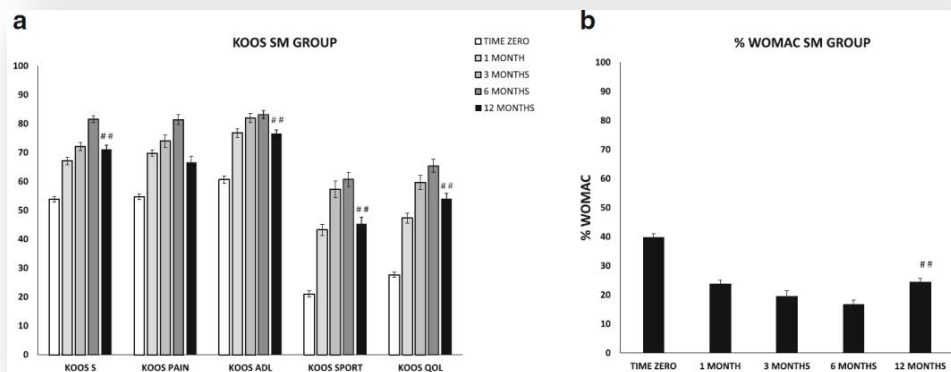 a
KOOS SM GROUP
TIME ZERO
1 MONTH
3 MONTHS
6 MONTHS
12 MONTHS
100
90
80
70
60
50
40
30
20
10
0
# #
# #
# #
# #
KOOS S KOOS PAIN KOOS ADL KOOS SPORT KOOS QOL
b
% WOMAC SM GROUP
% WOMAC
100
90
80
70
60
50
40
30
20
10
0
# #
TIME ZERO 1 MONTH 3 MONTHS 6 MONTHS 12 MONTHS